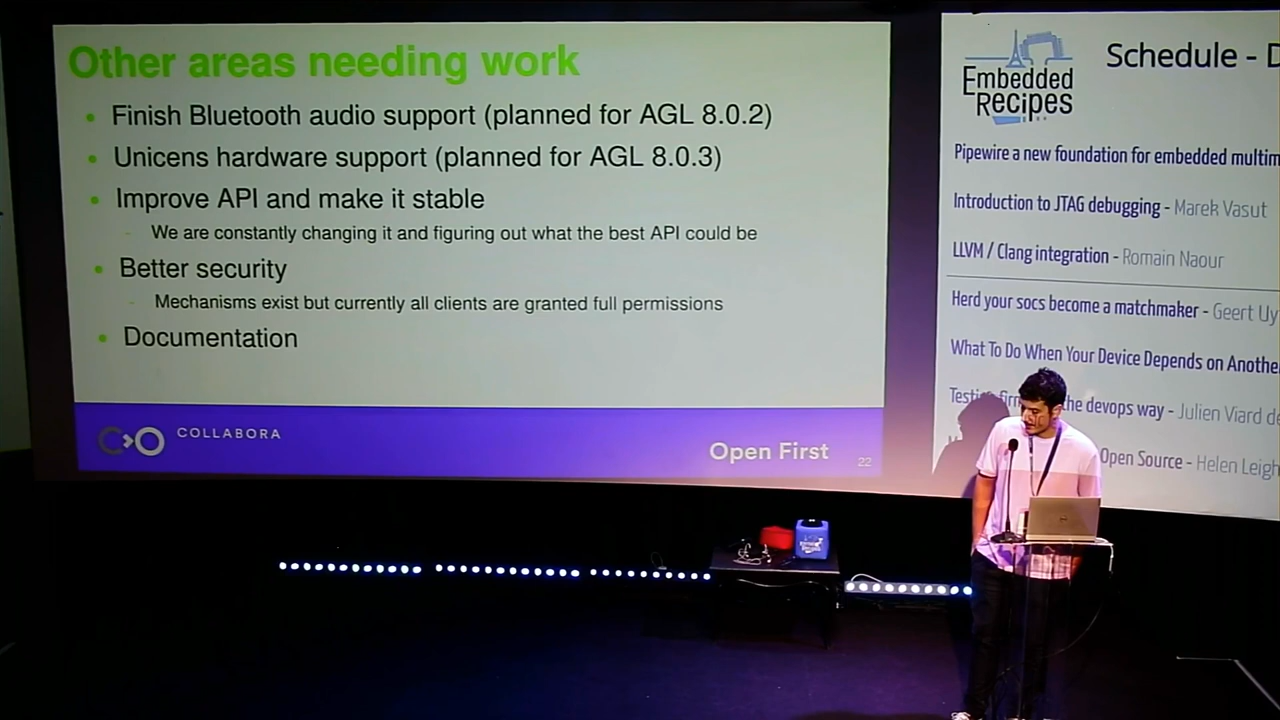 Other areas needing work
• Finish Bluetooth audio support (planned for AGL 8.0.2)
• Unicens hardware support (planned for AGL 8.0.3)
• Improve API and make it stable
- We are constantly changing it and figuring out what the best API could be
• Better security
- Mechanisms exist but currently all clients are granted full permissions
• Documentation
COLLABORA
Open First
22
Embedded
Recipes
Schedule - D
Pipewire a new foundation for embedded multim
Introduction to JTAG debugging - Marek Vasut
LLVM / Clang integration - Romain Naour
Herd your socs become a matchmaker - Geert Uy
What To Do When Your Device Depends on Anothe
the devops way - Julien Viard de
Open Source - Helen Leigh